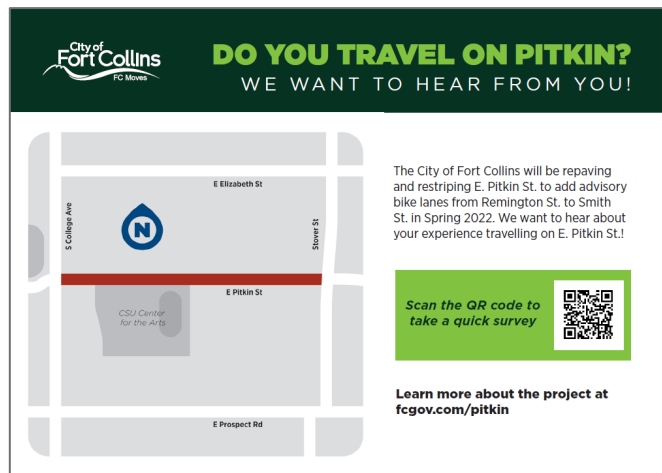 City of
Fort Collins
FC Moves
DO YOU TRAVEL ON PITKIN?
WE WANT TO HEAR FROM YOU!
E Elizabeth St
S College Ave
N
Stover St
E Pitkin St
CSU Center
for the Arts
E Prospect Rd
The City of Fort Collins will be repaving
and restriping E. Pitkin St. to add advisory
bike lanes from Remington St. to Smith
St. in Spring 2022. We want to hear about
your experience travelling on E. Pitkin St.!
Scan the QR code to
take a quick survey
Learn more about the project at
fcgov.com/pitkin